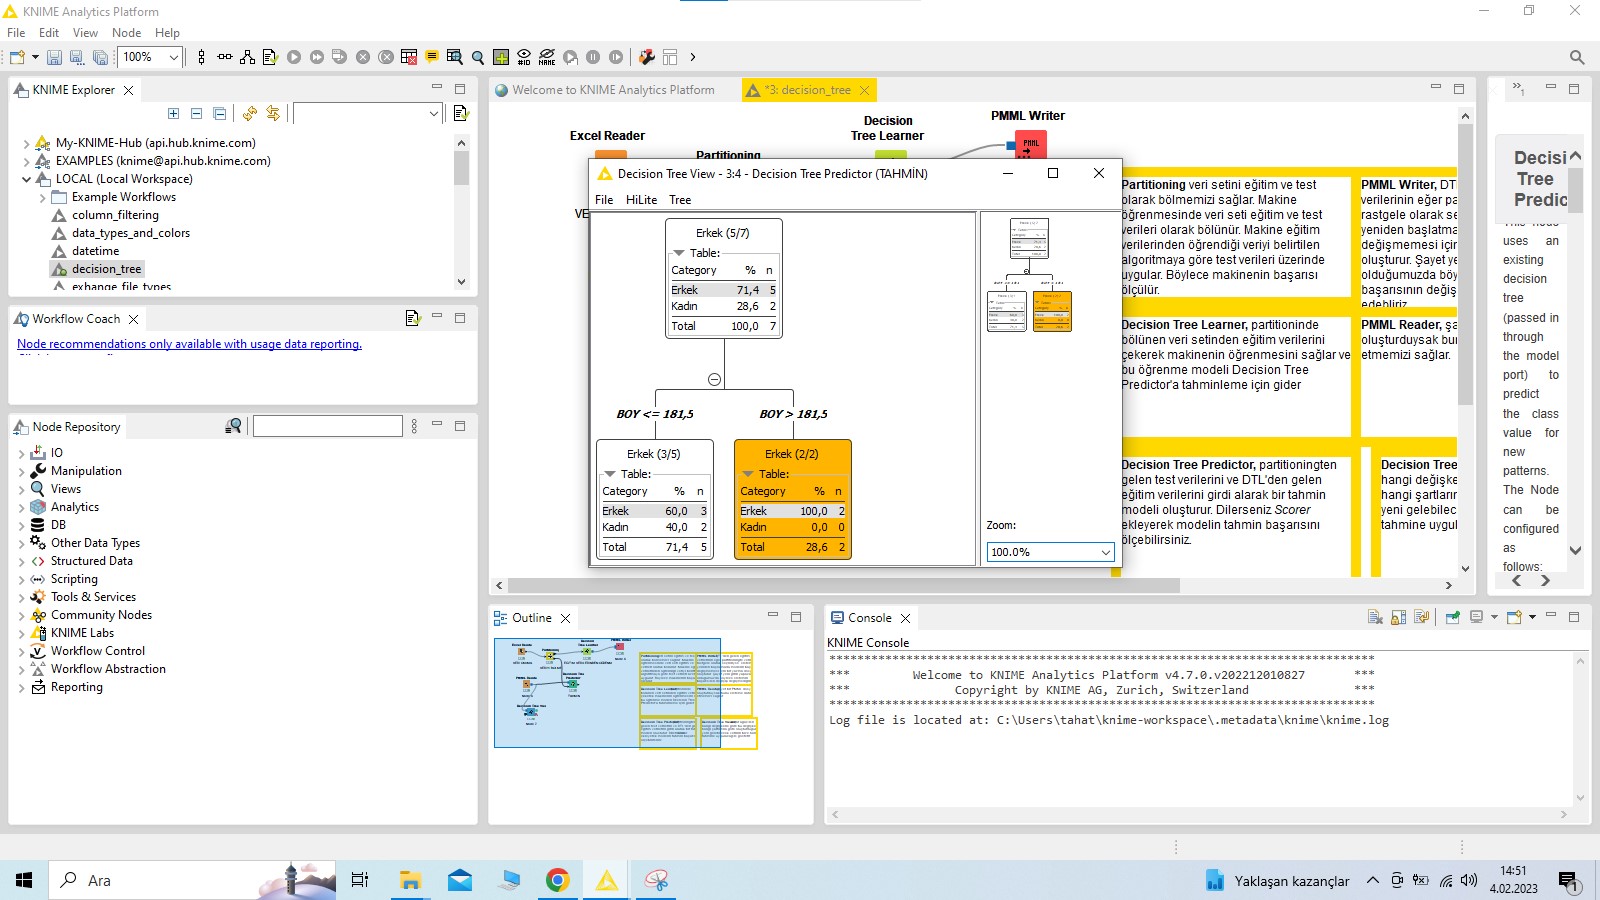 KNIME Analytics Platform
File Edit View Node Help
100%
#ID
NAME
KNIME Explorer
My-KNIME-Hub (api.hub.knime.com)
EXAMPLES (knime@api.hub.knime.com)
LOCAL (Local Workspace)
Example Workflows
column_filtering
data_types_and_colors
datetime
decision_tree
exhange_file_types
Workflow Coach
Node recommendations only available with usage data reporting.
Node Repository
IO
Manipulation
Views
Analytics
DB
Other Data Types
Structured Data
Scripting
Tools & Services
Community Nodes
KNIME Labs
Workflow Control
Workflow Abstraction
Reporting
Welcome to KNIME Analytics Platform
*3: decision_tree
Excel Reader
Partitioning
Decision
Tree Learner
PMML Writer
PMML
VE
Decision Tree View - 3:4 - Decision Tree Predictor (TAHMİN)
File HiLite Tree
Erkek (5/7)
Table:
Category % n
Erkek 71,4 5
Kadın 28,6 2
Total 100,0 7
BOY <= 181,5
BOY > 181,5
Erkek (3/5)
Table:
Category % n
Erkek 60,0 3
Kadın 40,0 2
Total 71,4 5
Erkek (2/2)
Table:
Category % n
Erkek 100,0 2
Kadın 0,0 0
Total 28,6 2
Zoom:
100.0%
Partitioning veri setini eğitim ve test
olarak bölmemizi sağlar. Makine
öğrenmesinde veri seti eğitim ve test
verileri olarak bölünür. Makine eğitim
verilerinden öğrendiği veriyi belirtilen
algoritmaya göre test verileri üzerinde
uygular. Böylece makinenin başarısı
ölçülür.
PMML Writer, DT
verilerinin eğer pa
rastgele olarak se
yeniden başlatma
değişmemesi için
oluşturur. Şayet ye
olduğumuzda böy
başarısının değiş
edebiliriz.
Decision Tree Learner, partitioninde
bölünen veri setinden eğitim verilerini
çekerek makinenin öğrenmesini sağlar ve
bu öğrenme modeli Decision Tree
Predictor'a tahminleme için gider
PMML Reader, şa
oluşturduysak bur
etmemizi sağlar.
Decision Tree Predictor, partitioningten
gelen test verilerini ve DTL'den gelen
eğitim verilerini girdi alarak bir tahmin
modeli oluşturur. Dilerseniz Scorer
ekleyerek modelin tahmin başarısını
ölçebilirsiniz.
Decision Tree
hangi değişke
hangi şartların
yeni gelebilec
tahmine uygul
Decisi
Tree
Predic
This node
uses an
existing
decision
tree
(passed in
through
the model
port) to
predict
the class
value for
new
patterns.
The Node
can be
configured
as
follows:
Outline
Console
KNIME Console
******************************************************************************
*** Welcome to KNIME Analytics Platform v4.7.0.v202212010827 ***
*** Copyright by KNIME AG, Zurich, Switzerland ***
******************************************************************************
Log file is located at: C:\Users\tahat\knime-workspace\.metadata\knime\knime.log
Ara
Yaklaşan kazançlar
14:51
4.02.2023
1